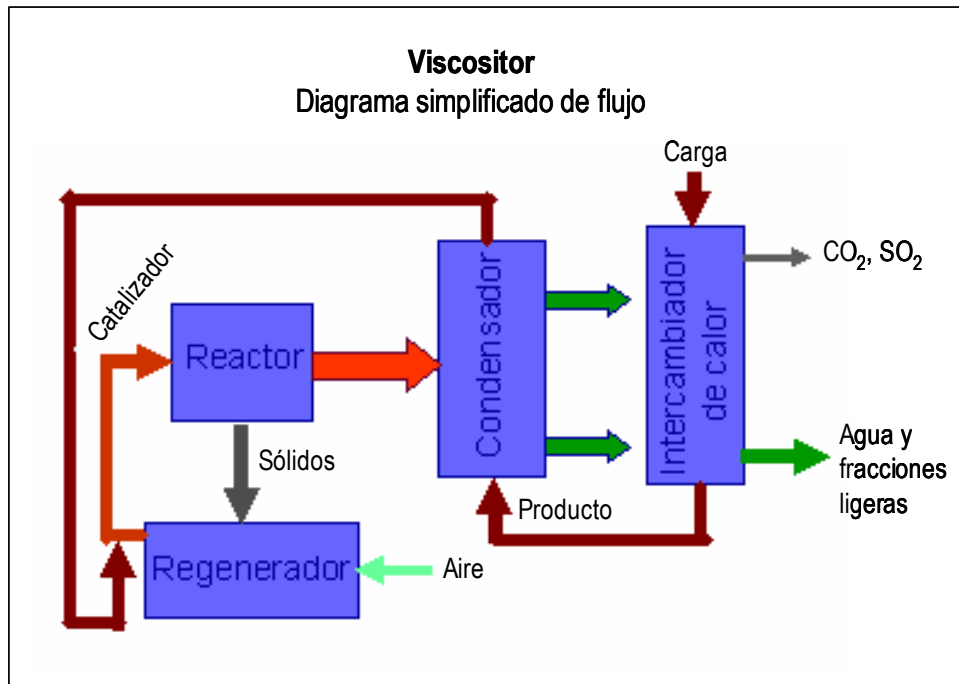 Viscositor
Diagrama simplificado de flujo
Carga
CO₂, SO₂
Catalizador
Reactor
Condensador
Intercambiador
de calor
Sólidos
Producto
Agua y
fracciones
ligeras
Regenerador
Aire